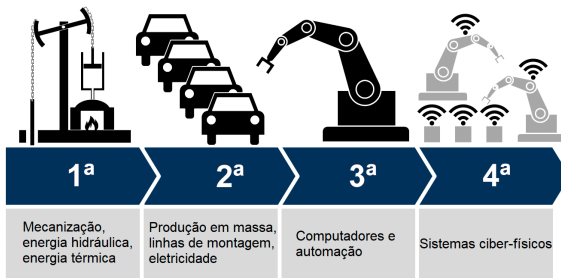 1ª
2ª
3ª
4ª
Mecanização,
energia hidráulica,
energia térmica
Produção em massa,
linhas de montagem,
eletricidade
Computadores e
automação
Sistemas ciber-físicos